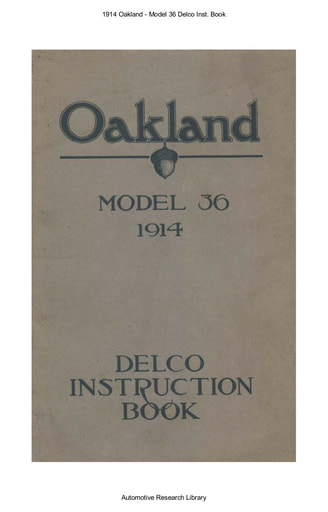 1914 Oakland - Model 36 Delco Inst. Book
Oakland
MODEL 36
1914
DELCO
INSTRUCTION
BOOK
Automotive Research Library